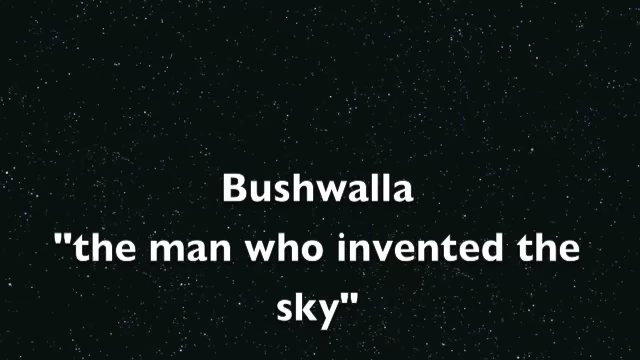 Bushwalla
"the man who invented the
sky"